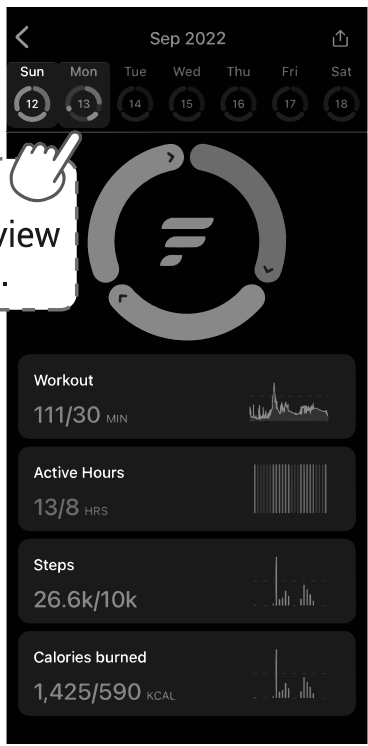 Sep 2022
Sun Mon Tue Wed Thu Fri Sat
12 13 14 15 16 17 18
view
.
Workout
111/30 MIN
Active Hours
13/8 HRS
Steps
26.6k/10k
Calories burned
1,425/590 KCAL